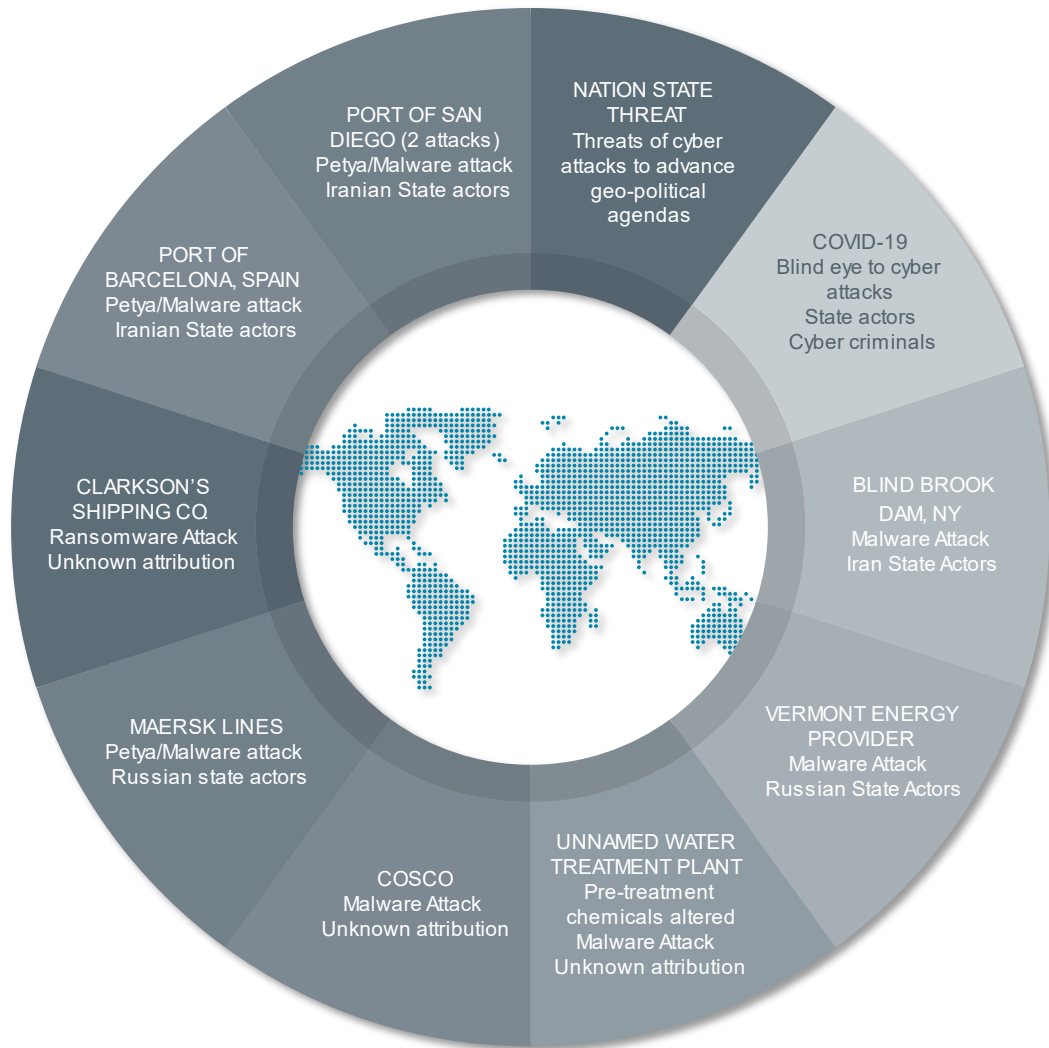 NATION STATE
THREAT
Threats of cyber
attacks to advance
geo-political
agendas
COVID-19
Blind eye to cyber
attacks
State actors
Cyber criminals
BLIND BROOK
DAM, NY
Malware Attack
Iran State Actors
VERMONT ENERGY
PROVIDER
Malware Attack
Russian State Actors
UNNAMED WATER
TREATMENT PLANT
Pre-treatment
chemicals altered
Malware Attack
Unknown attribution
COSCO
Malware Attack
Unknown attribution
MAERSK LINES
Petya/Malware attack
Russian state actors
CLARKSON’S
SHIPPING CO.
Ransomware Attack
Unknown attribution
PORT OF
BARCELONA, SPAIN
Petya/Malware attack
Iranian State actors
PORT OF SAN
DIEGO (2 attacks)
Petya/Malware attack
Iranian State actors